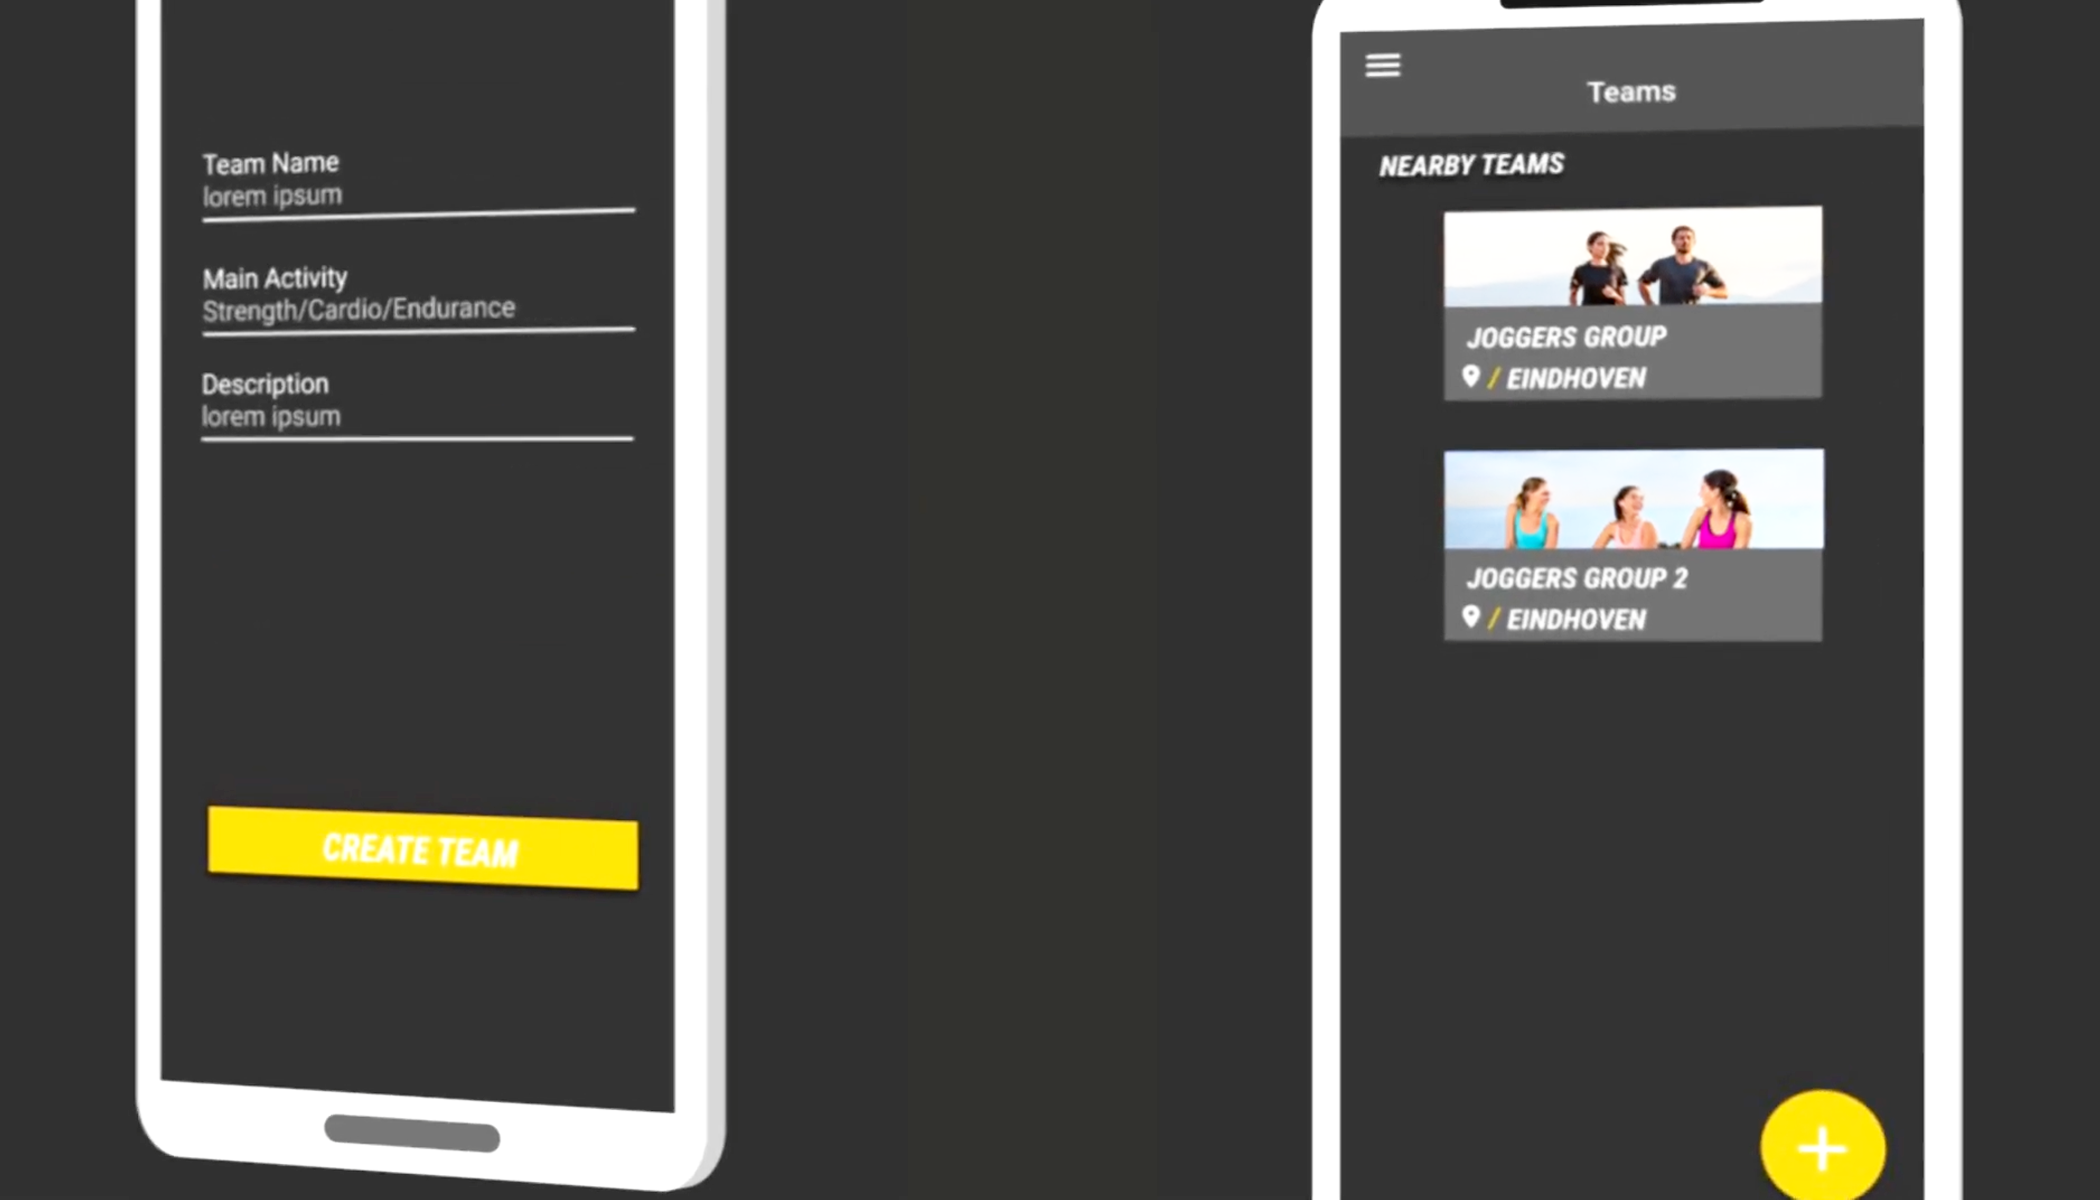 Team Name
lorem ipsum
Main Activity
Strength/Cardio/Endurance
Description
lorem ipsum
CREATE TEAM
Teams
NEARBY TEAMS
JOGGERS GROUP
/ EINDHOVEN
JOGGERS GROUP 2
/ EINDHOVEN